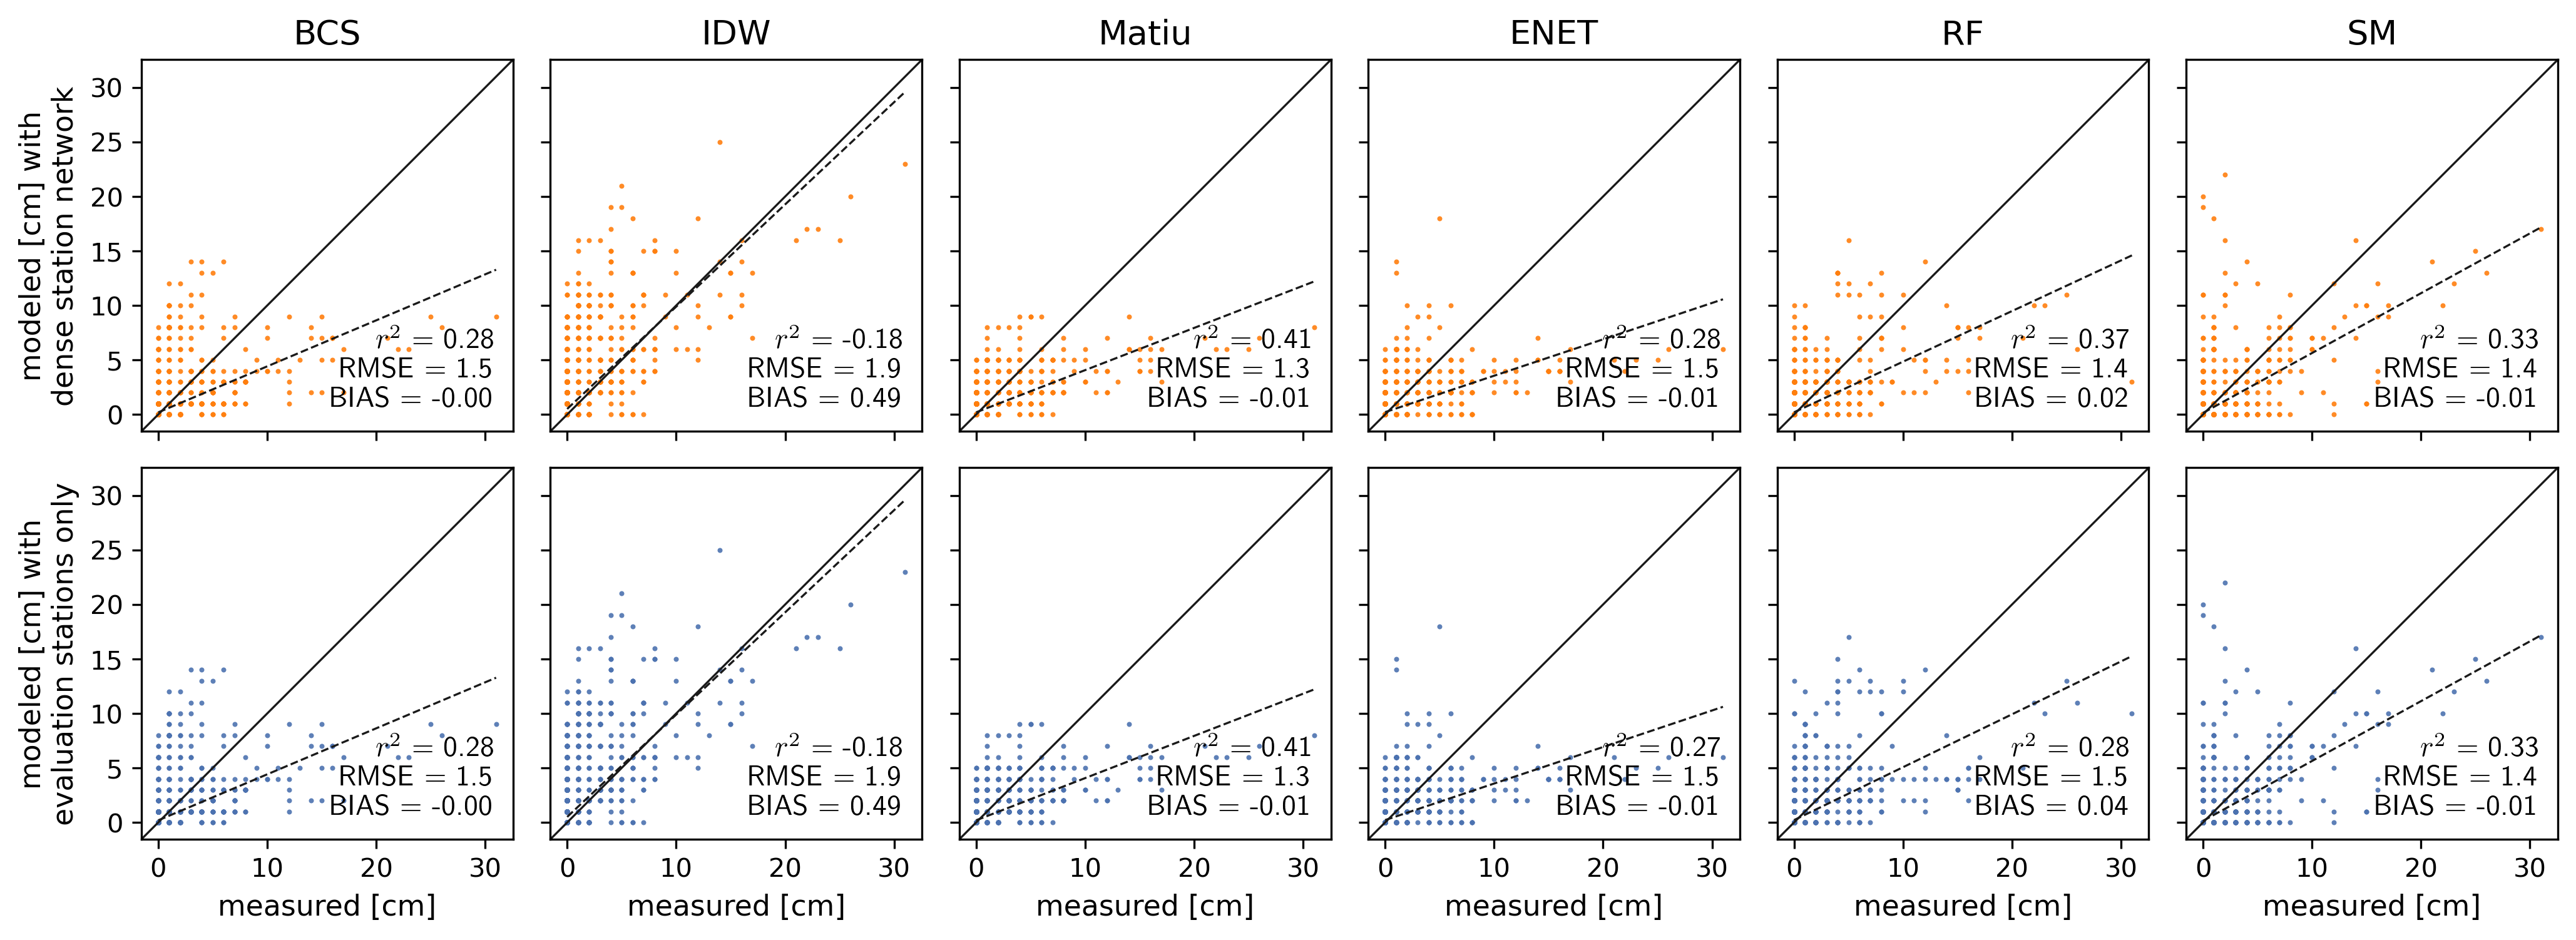 BCS IDW Matiu ENET RF SM
modeled [cm] with
dense station network
30
25
20
15
10
5
0
r² = 0.28
RMSE = 1.5
BIAS = -0.00
r² = -0.18
RMSE = 1.9
BIAS = 0.49
r² = 0.41
RMSE = 1.3
BIAS = -0.01
r² = 0.28
RMSE = 1.5
BIAS = -0.01
r² = 0.37
RMSE = 1.4
BIAS = 0.02
r² = 0.33
RMSE = 1.4
BIAS = -0.01
modeled [cm] with
evaluation stations only
30
25
20
15
10
5
0
r² = 0.28
RMSE = 1.5
BIAS = -0.00
r² = -0.18
RMSE = 1.9
BIAS = 0.49
r² = 0.41
RMSE = 1.3
BIAS = -0.01
r² = 0.27
RMSE = 1.5
BIAS = -0.01
r² = 0.28
RMSE = 1.5
BIAS = 0.04
r² = 0.33
RMSE = 1.4
BIAS = -0.01
0 10 20 30 0 10 20 30 0 10 20 30 0 10 20 30 0 10 20 30 0 10 20 30
measured [cm] measured [cm] measured [cm] measured [cm] measured [cm] measured [cm]